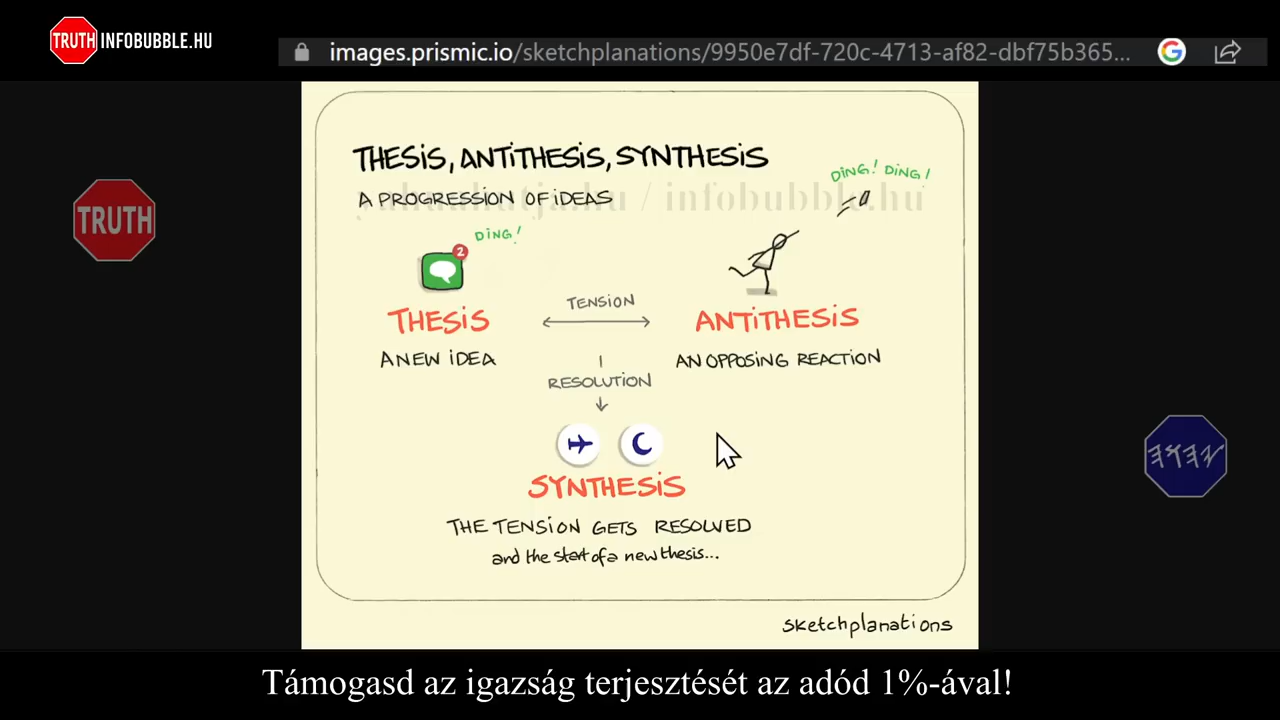 TRUTH INFOBUBBLE.HU
images.prismic.io/sketchplanations/9950e7df-720c-4713-af82-dbf75b365...
THESIS, ANTITHESIS, SYNTHESIS
DING! DING!
A PROGRESSION OF IDEAS
/ infobubble.hu
TRUTH
DING!
2
TENSION
THESIS
ANTITHESIS
A NEW IDEA
AN OPPOSING REACTION
RESOLUTION
𐤉𐤄𐤅𐤄
SYNTHESIS
THE TENSION GETS RESOLVED
and the start of a new thesis...
sketchplanations
Támogasd az igazság terjesztését az adód 1%-ával!